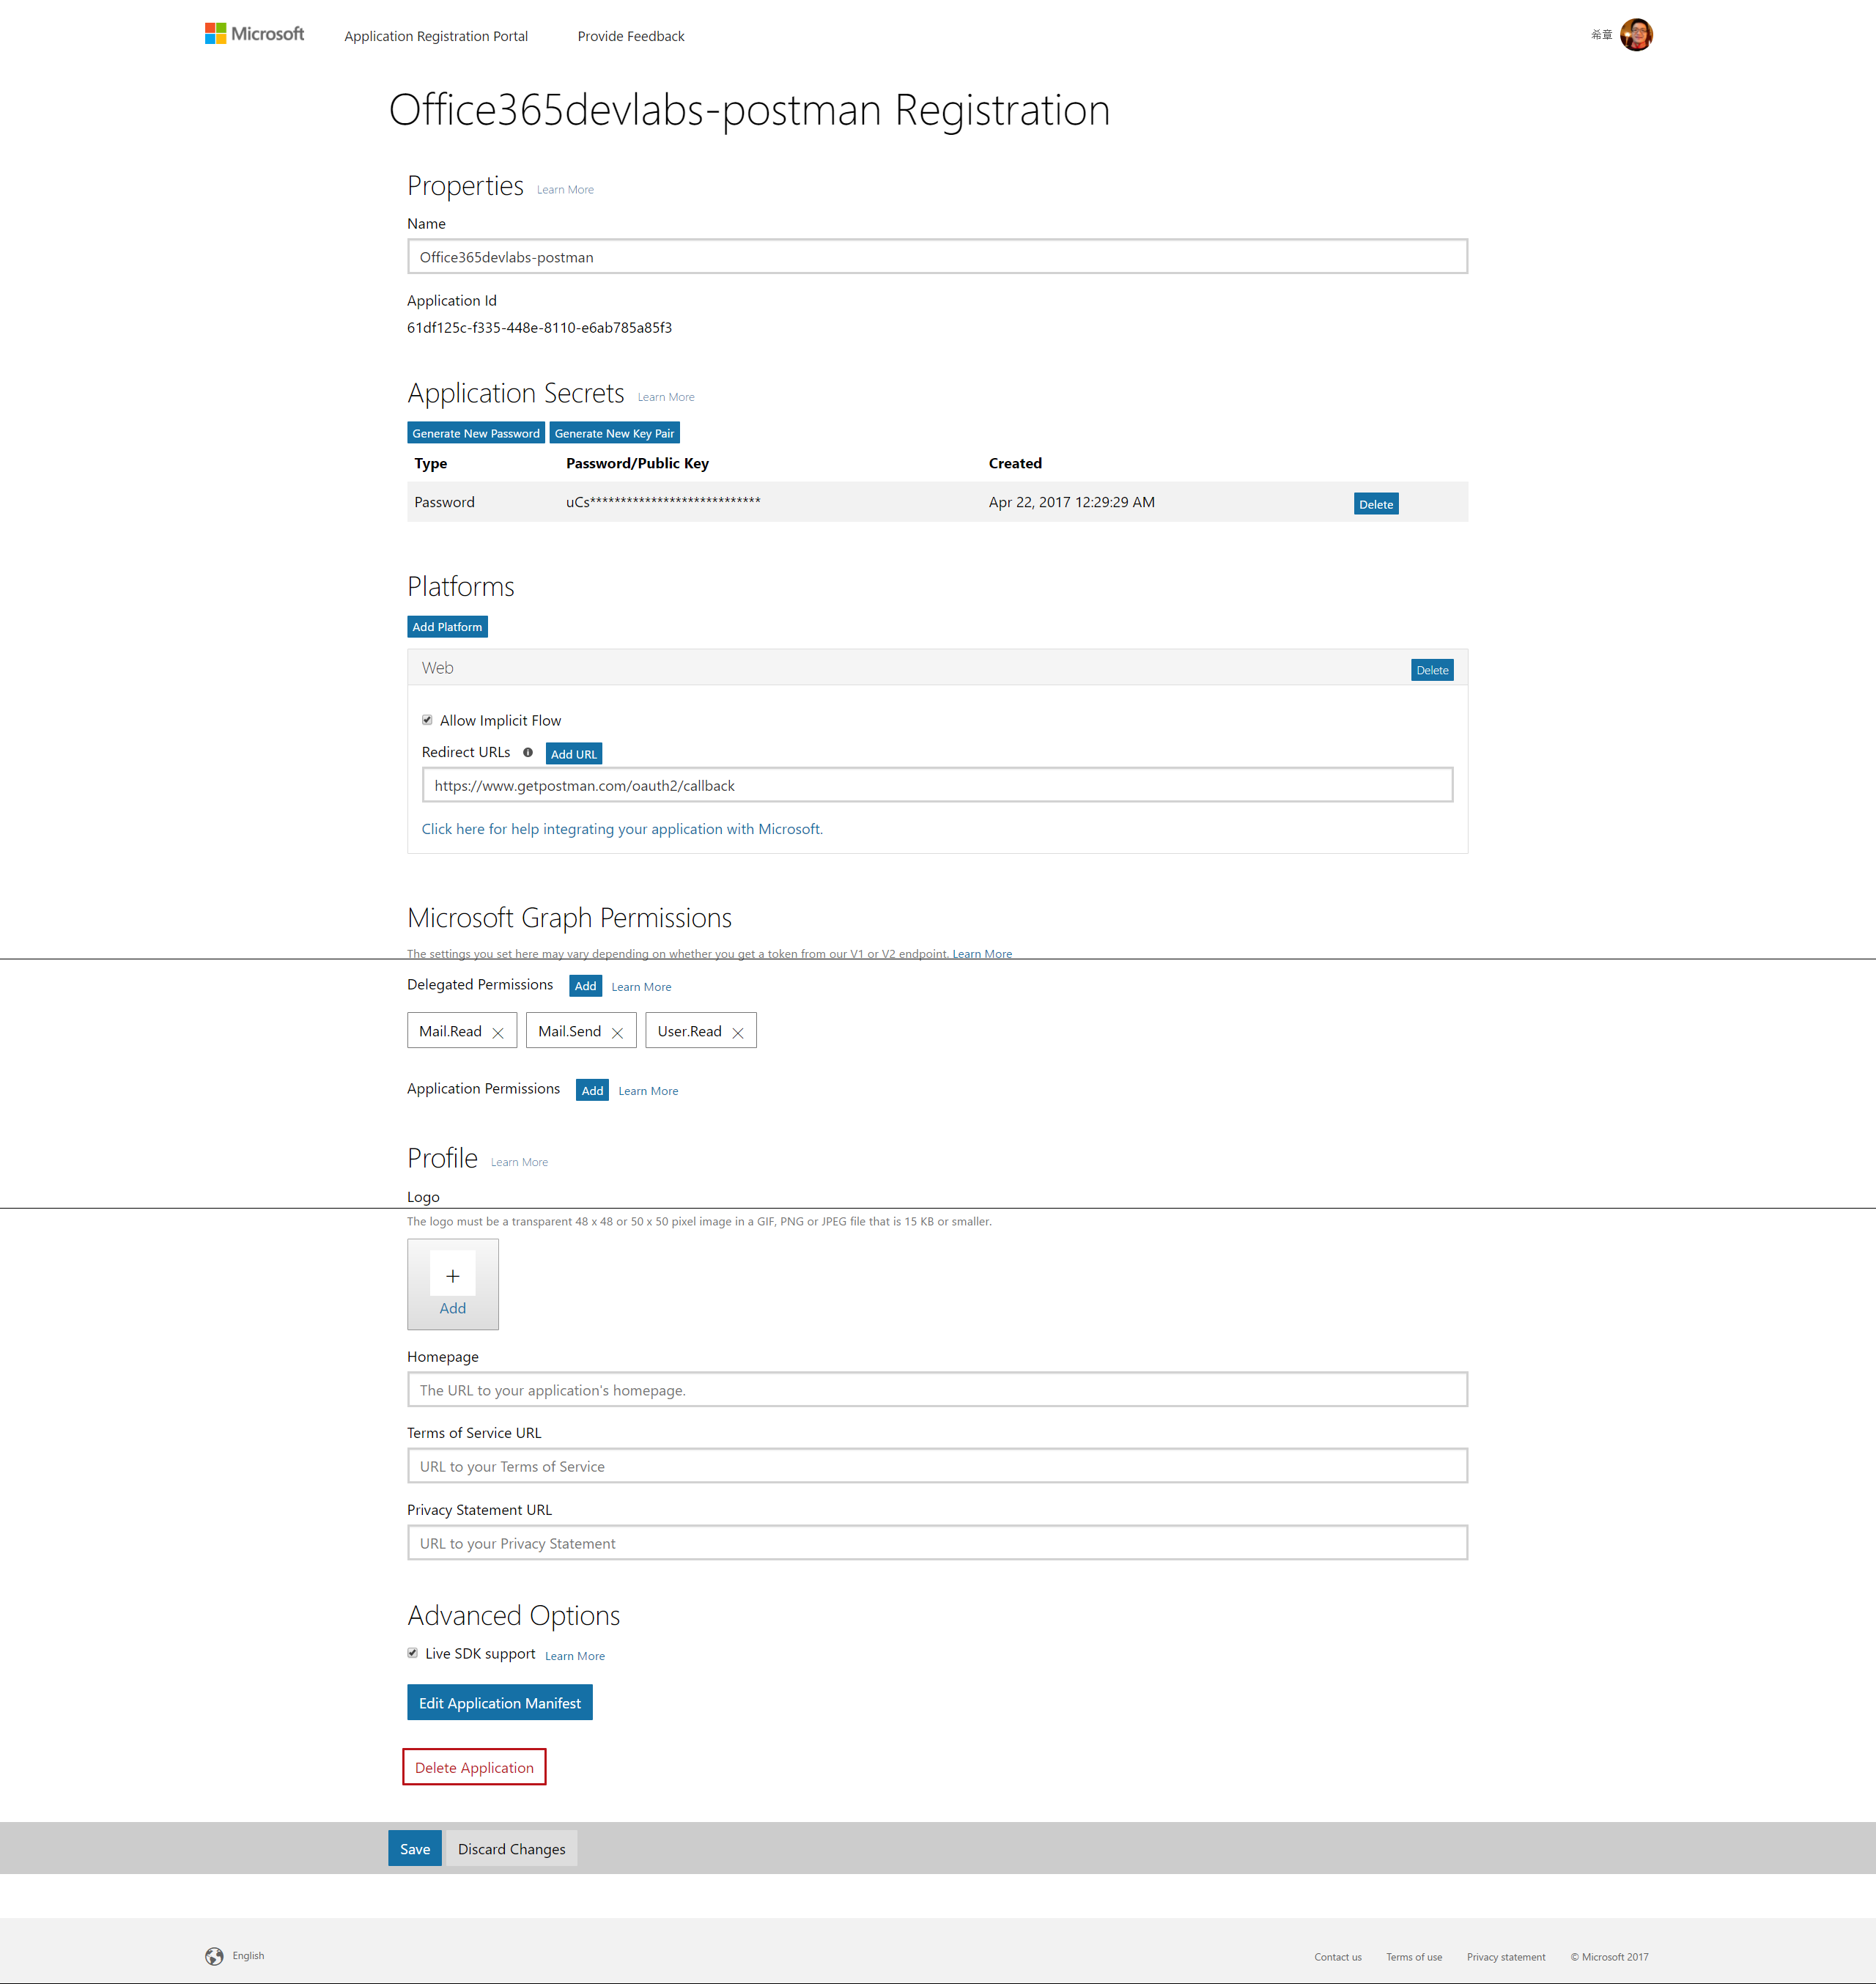 Microsoft Application Registration Portal Provide Feedback 希章
Office365devlabs-postman Registration
Properties Learn More
Name
Office365devlabs-postman
Application Id
61df125c-f335-448e-8110-e6ab785a85f3
Application Secrets Learn More
Generate New Password Generate New Key Pair
Type Password/Public Key Created
Password uCs**************************** Apr 22, 2017 12:29:29 AM Delete
Platforms
Add Platform
Web Delete
Allow Implicit Flow
Redirect URLs Add URL
https://www.getpostman.com/oauth2/callback
Click here for help integrating your application with Microsoft.
Microsoft Graph Permissions
The settings you set here may vary depending on whether you get a token from our V1 or V2 endpoint. Learn More
Delegated Permissions Add Learn More
Mail.Read Mail.Send User.Read
Application Permissions Add Learn More
Profile Learn More
Logo
The logo must be a transparent 48 x 48 or 50 x 50 pixel image in a GIF, PNG or JPEG file that is 15 KB or smaller.
+
Add
Homepage
The URL to your application's homepage.
Terms of Service URL
URL to your Terms of Service
Privacy Statement URL
URL to your Privacy Statement
Advanced Options
Live SDK support Learn More
Edit Application Manifest
Delete Application
Save Discard Changes
English Contact us Terms of use Privacy statement © Microsoft 2017